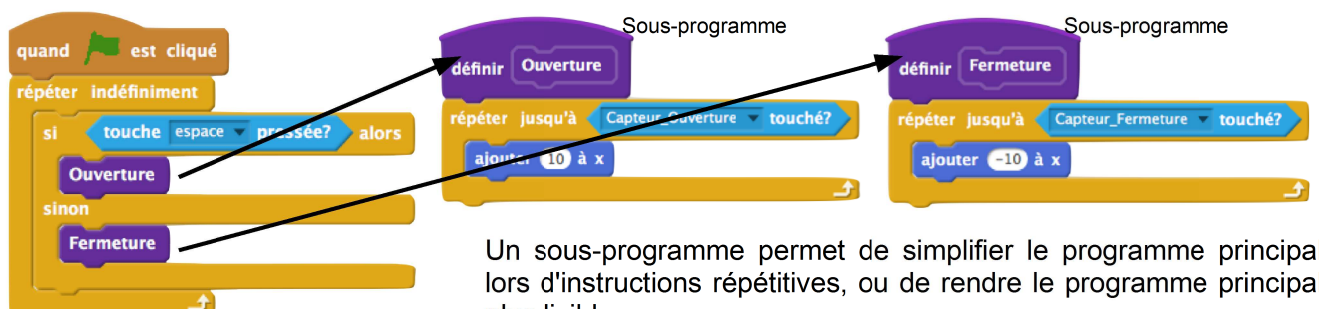 quand est cliqué
répéter indéfiniment
si touche espace pressée? alors
Ouverture
sinon
Fermeture
Sous-programme
définir Ouverture
répéter jusqu'à Capteur_Ouverture touché?
ajouter 10 à x
Sous-programme
définir Fermeture
répéter jusqu'à Capteur_Fermeture touché?
ajouter -10 à x
Un sous-programme permet de simplifier le programme principa
lors d'instructions répétitives, ou de rendre le programme principa